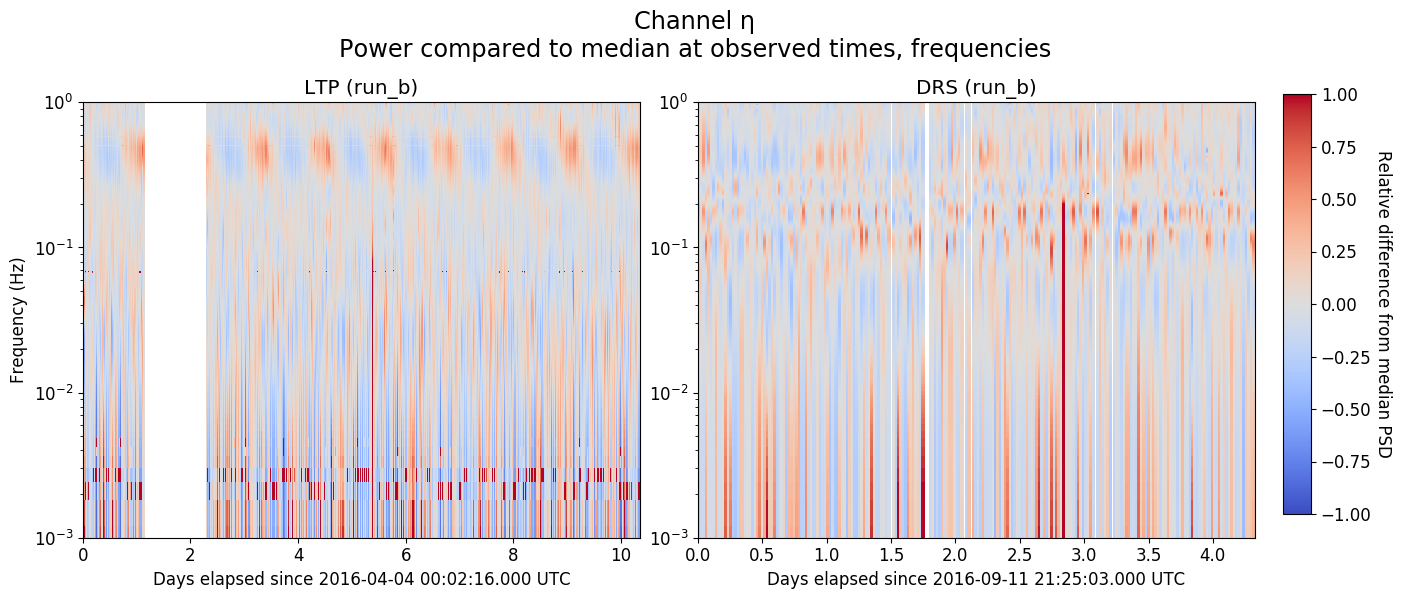 Channel η
Power compared to median at observed times, frequencies
LTP (run_b)
DRS (run_b)
Frequency (Hz)
10⁰
10⁻¹
10⁻²
10⁻³
0 2 4 6 8 10
Days elapsed since 2016-04-04 00:02:16.000 UTC
10⁰
10⁻¹
10⁻²
10⁻³
0.0 0.5 1.0 1.5 2.0 2.5 3.0 3.5 4.0
Days elapsed since 2016-09-11 21:25:03.000 UTC
1.00
0.75
0.50
0.25
0.00
−0.25
−0.50
−0.75
−1.00
Relative difference from median PSD